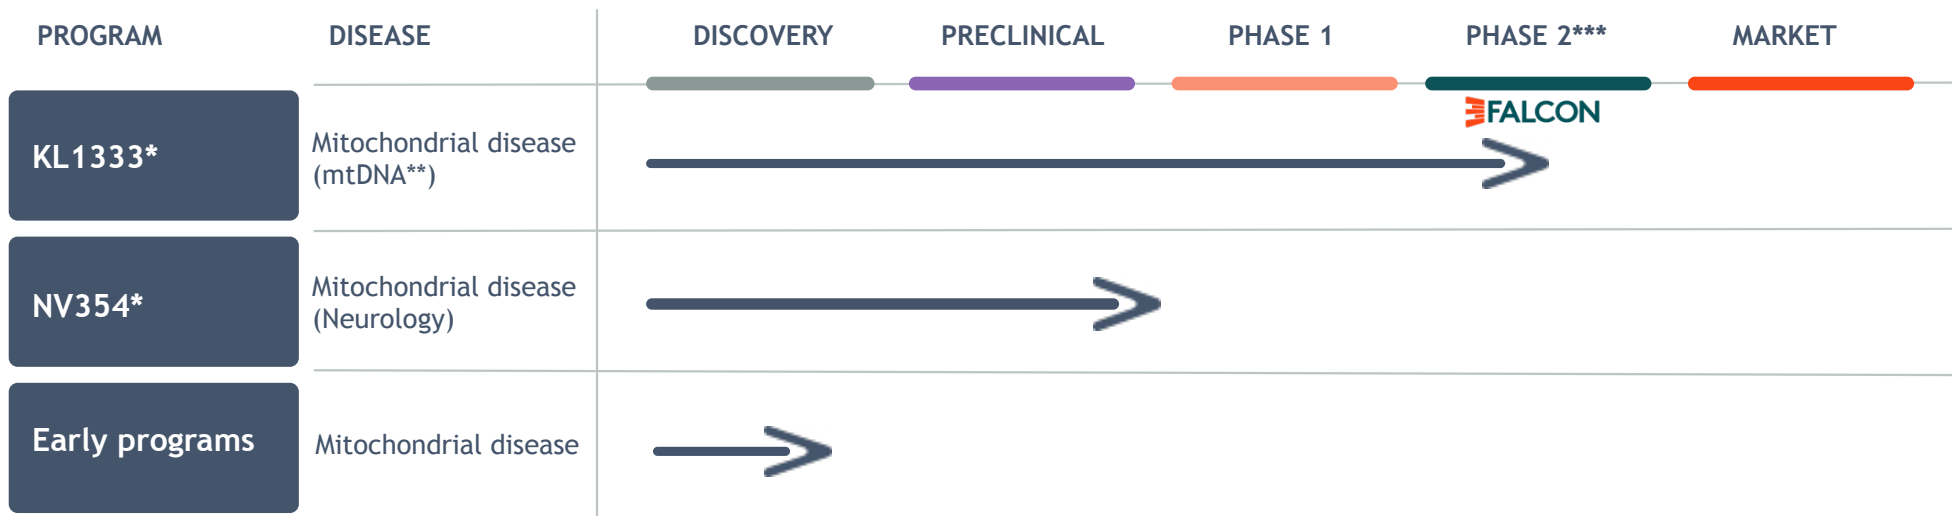 PROGRAM DISEASE DISCOVERY PRECLINICAL PHASE 1 PHASE 2*** MARKET
FALCON
KL1333*
Mitochondrial disease
(mtDNA**)
NV354*
Mitochondrial disease
(Neurology)
Early programs
Mitochondrial disease